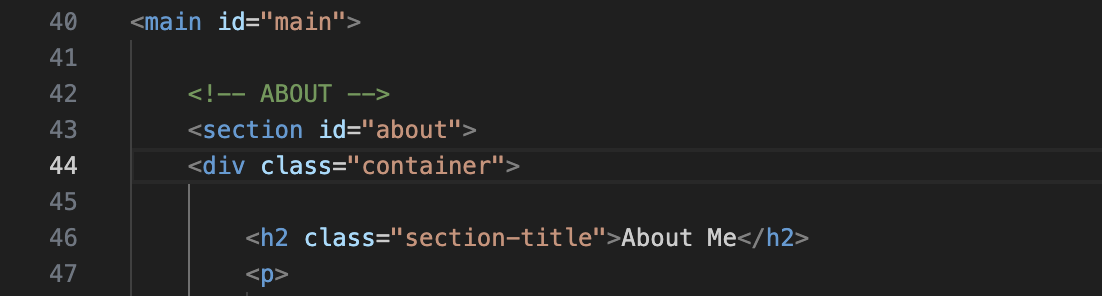 40 <main id="main">
41
42 <!-- ABOUT -->
43 <section id="about">
44 <div class="container">
45
46 <h2 class="section-title">About Me</h2>
47 <p>